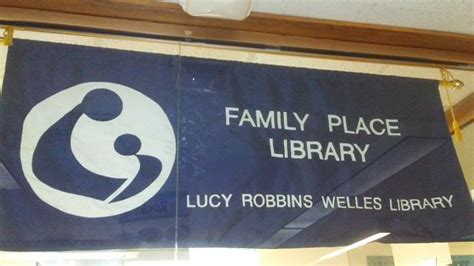 FAMILY PLACE
LIBRARY
LUCY ROBBINS WELLES LIBRARY